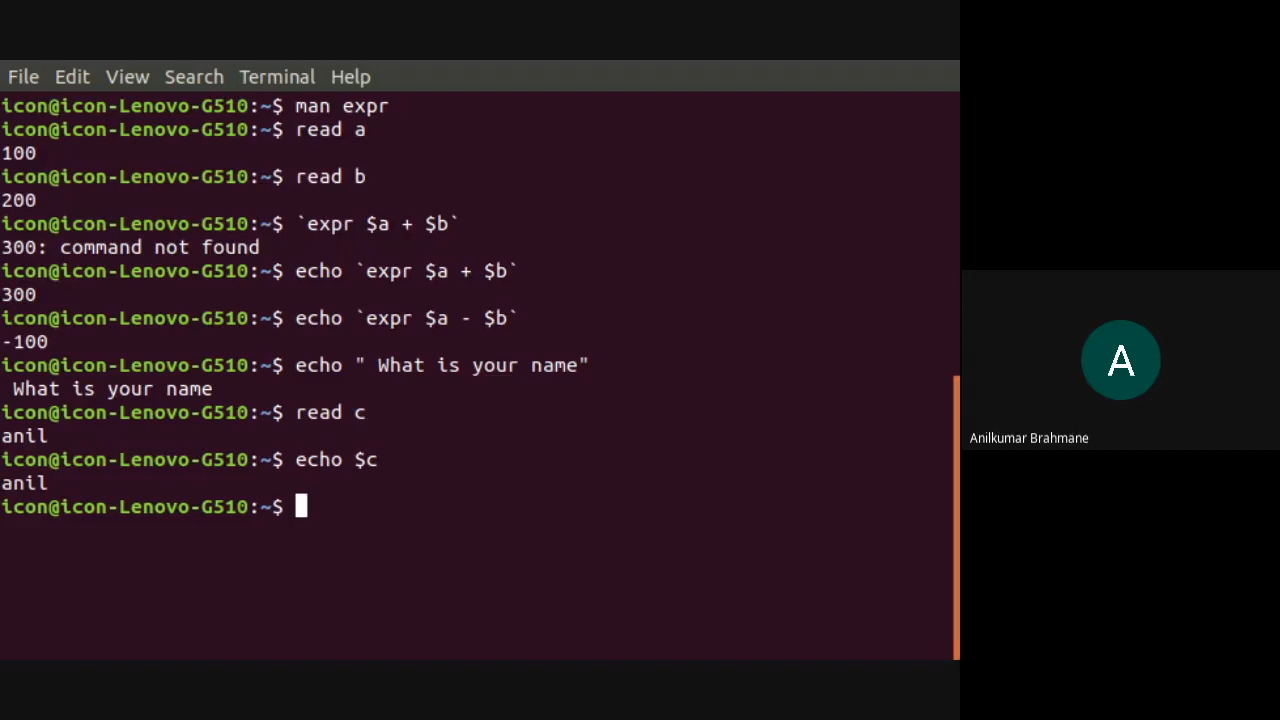 File Edit View Search Terminal Help
icon@icon-Lenovo-G510:~$ man expr
icon@icon-Lenovo-G510:~$ read a
100
icon@icon-Lenovo-G510:~$ read b
200
icon@icon-Lenovo-G510:~$ `expr $a + $b`
300: command not found
icon@icon-Lenovo-G510:~$ echo `expr $a + $b`
300
icon@icon-Lenovo-G510:~$ echo `expr $a - $b`
-100
icon@icon-Lenovo-G510:~$ echo " What is your name"
 What is your name
icon@icon-Lenovo-G510:~$ read c
anil
icon@icon-Lenovo-G510:~$ echo $c
anil
icon@icon-Lenovo-G510:~$
A
Anilkumar Brahmane